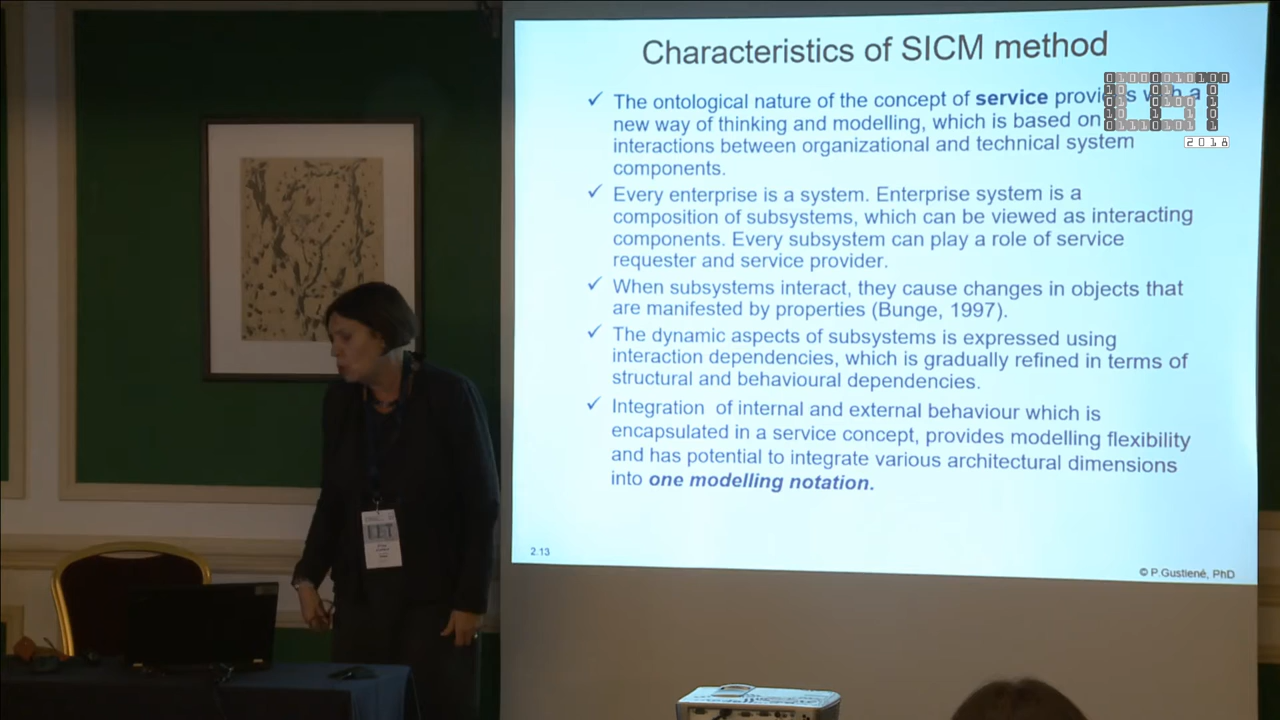 Characteristics of SICM method
✓ The ontological nature of the concept of service provides with a
new way of thinking and modelling, which is based on
interactions between organizational and technical system
components.
✓ Every enterprise is a system. Enterprise system is a
composition of subsystems, which can be viewed as interacting
components. Every subsystem can play a role of service
requester and service provider.
✓ When subsystems interact, they cause changes in objects that
are manifested by properties (Bunge, 1997).
✓ The dynamic aspects of subsystems is expressed using
interaction dependencies, which is gradually refined in terms of
structural and behavioural dependencies.
✓ Integration of internal and external behaviour which is
encapsulated in a service concept, provides modelling flexibility
and has potential to integrate various architectural dimensions
into one modelling notation.
2.13
© P.Gustienė, PhD
2018